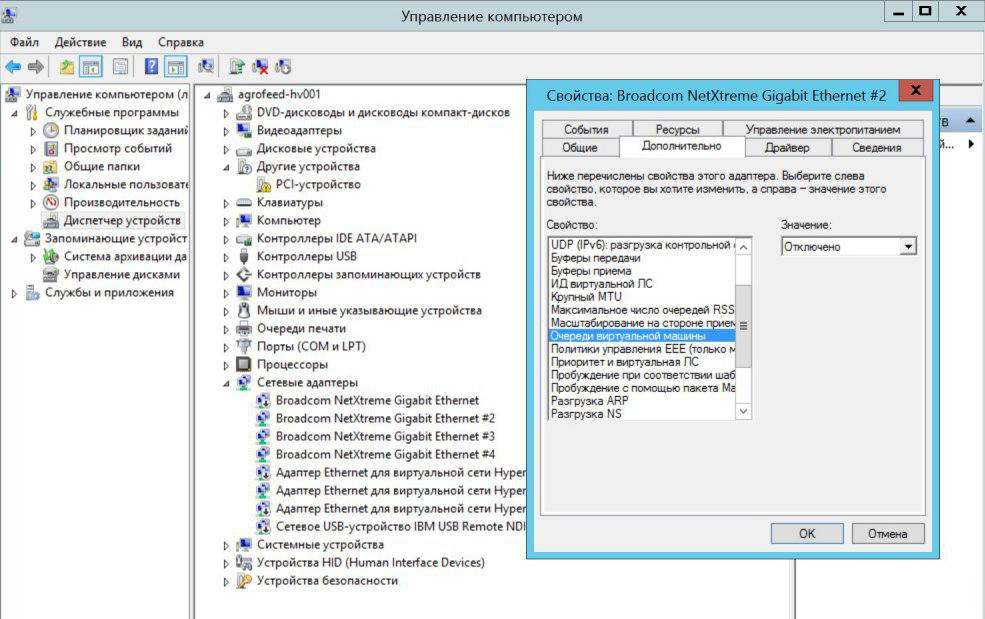 Управление компьютером
Файл Действие Вид Справка
Управление компьютером (л
Служебные программы
Планировщик заданий
Просмотр событий
Общие папки
Локальные пользоват
Производительность
Диспетчер устройств
Запоминающие устройст
Система архивации да
Управление дисками
Службы и приложения
agrofeed-hv001
DVD-дисководы и дисководы компакт-дисков
Видеоадаптеры
Дисковые устройства
Другие устройства
PCI-устройство
Клавиатуры
Компьютер
Контроллеры IDE ATA/ATAPI
Контроллеры USB
Контроллеры запоминающих устройств
Мониторы
Мыши и иные указывающие устройства
Очереди печати
Порты (COM и LPT)
Процессоры
Сетевые адаптеры
Broadcom NetXtreme Gigabit Ethernet
Broadcom NetXtreme Gigabit Ethernet #2
Broadcom NetXtreme Gigabit Ethernet #3
Broadcom NetXtreme Gigabit Ethernet #4
Адаптер Ethernet для виртуальной сети Hyper
Адаптер Ethernet для виртуальной сети Hyper
Адаптер Ethernet для виртуальной сети Hyper
Сетевое USB-устройство IBM USB Remote NDI
Системные устройства
Устройства HID (Human Interface Devices)
Устройства безопасности
Свойства: Broadcom NetXtreme Gigabit Ethernet #2
События Ресурсы Управление электропитанием
Общие Дополнительно Драйвер Сведения
Ниже перечислены свойства этого адаптера. Выберите слева
свойство, которое вы хотите изменить, а справа – значение этого
свойства.
Свойство: Значение:
UDP (IPv6): разгрузка контрольной
Отключено
Буферы передачи
Буферы приема
ИД виртуальной ЛС
Крупный MTU
Максимальное число очередей RSS
Масштабирование на стороне прием
Очереди виртуальной машины
Политики управления EEE (только м
Приоритет и виртуальная ЛС
Пробуждение при соответствии шаб
Пробуждение с помощью пакета Ma
Разгрузка ARP
Разгрузка NS
OK Отмена